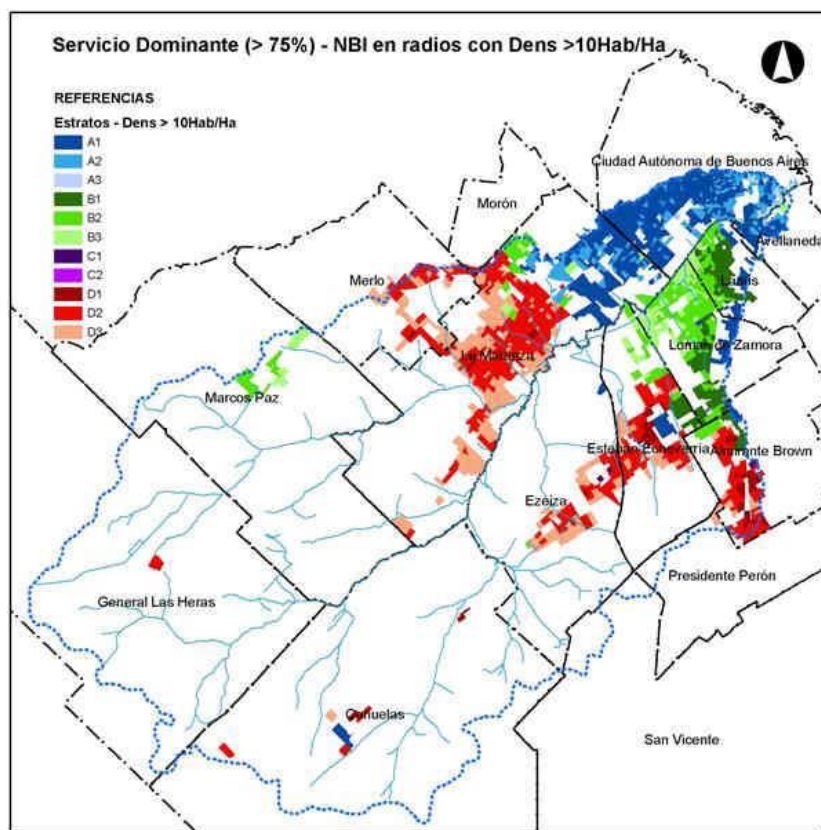 Servicio Dominante (> 75%) - NBI en radios con Dens >10Hab/Ha
REFERENCIAS
Estratos - Dens > 10Hab/Ha
A1
A2
A3
B1
B2
B3
C1
C2
D1
D2
D3
Ciudad Autónoma de Buenos Aires
Morón
Avellaneda
Merlo
Lanús
Lomas de Zamora
La Matanza
Marcos Paz
Esteban Echeverría
Almirante Brown
Ezeiza
Presidente Perón
General Las Heras
Cañuelas
San Vicente